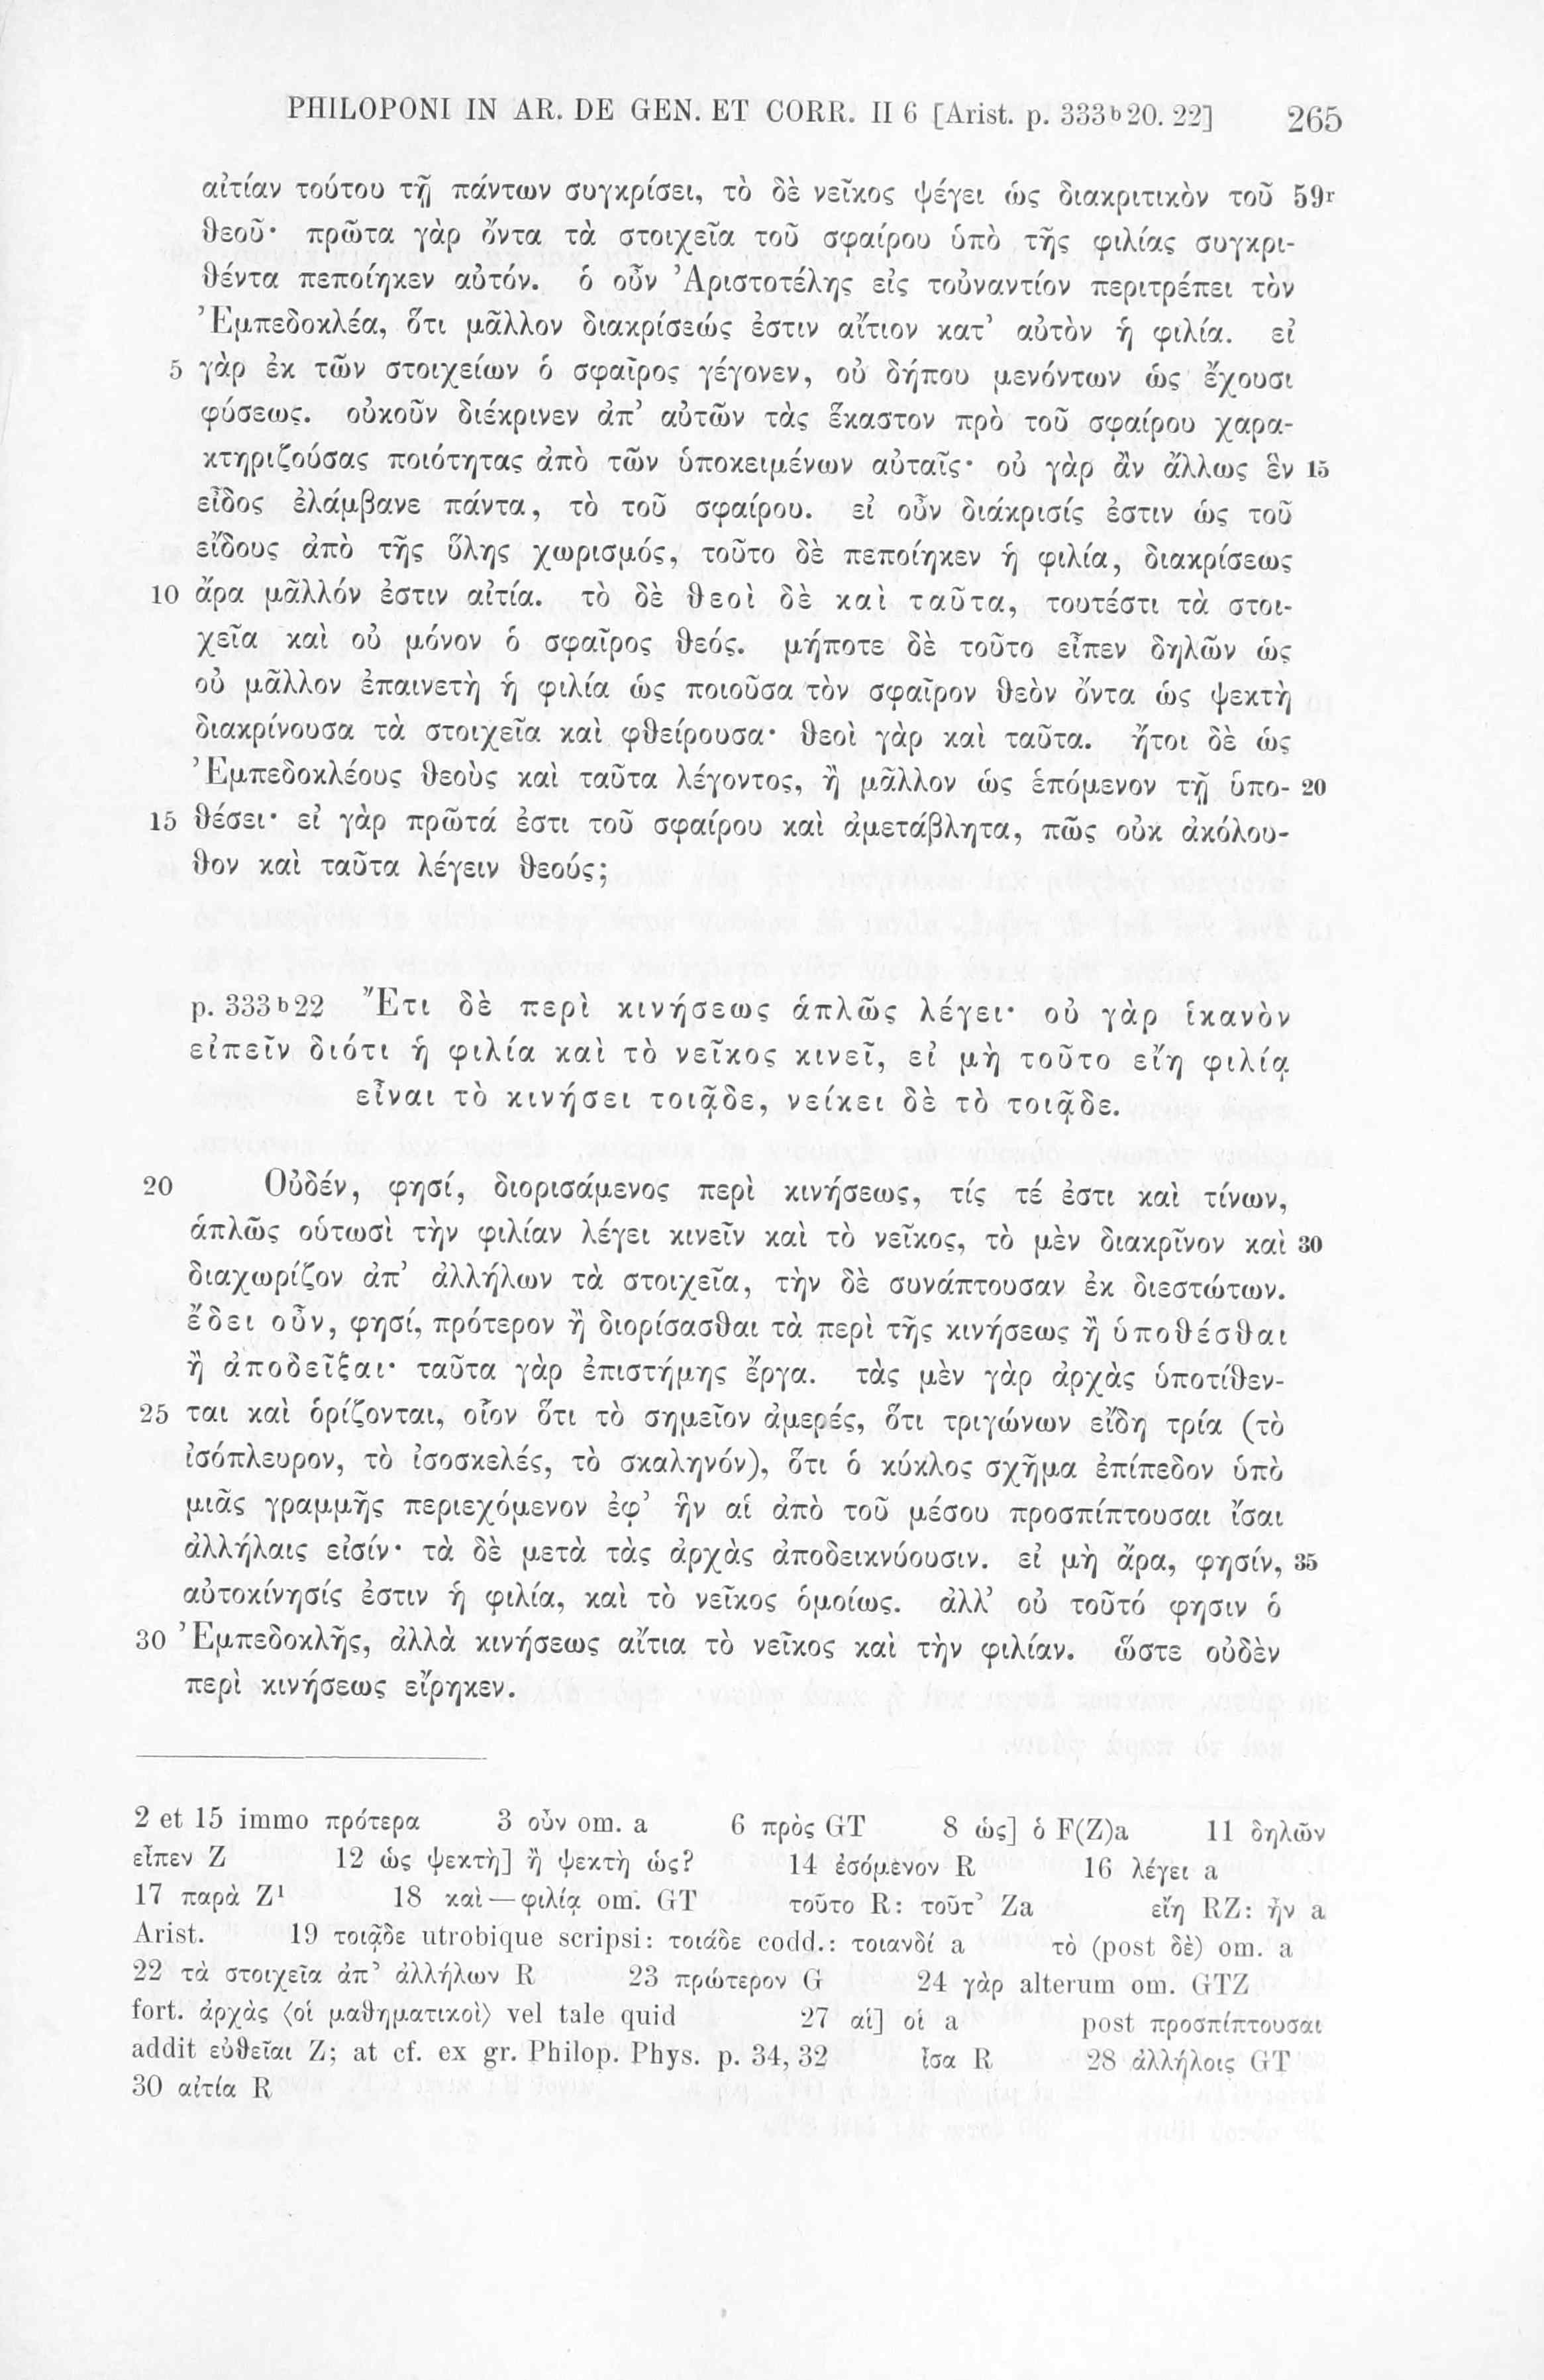 PHILOPONI IN AR. DE GEN. ET CORR. II 6 [Arist. p. 333ᵇ20. 22] 265
αἰτίαν τούτου τῇ πάντων συγκρίσει, τὸ δὲ νεῖκος ψέγει ὡς διακριτικὸν τοῦ 59ʳ
θεοῦ· πρῶτα γὰρ ὄντα τὰ στοιχεῖα τοῦ σφαίρου ὑπὸ τῆς φιλίας συγκρι-
θέντα πεποίηκεν αὐτόν. ὁ οὖν Ἀριστοτέλης εἰς τοὐναντίον περιτρέπει τὸν
Ἐμπεδοκλέα, ὅτι μᾶλλον διακρίσεώς ἐστιν αἴτιον κατ’ αὐτὸν ἡ φιλία. εἰ
5 γὰρ ἐκ τῶν στοιχείων ὁ σφαῖρος γέγονεν, οὐ δήπου μενόντων ὡς ἔχουσι
φύσεως. οὐκοῦν διέκρινεν ἀπ’ αὐτῶν τὰς ἕκαστον πρὸ τοῦ σφαίρου χαρα-
κτηριζούσας ποιότητας ἀπὸ τῶν ὑποκειμένων αὐταῖς· οὐ γὰρ ἂν ἄλλως ἓν 15
εἶδος ἐλάμβανε πάντα, τὸ τοῦ σφαίρου. εἰ οὖν διάκρισίς ἐστιν ὡς τοῦ
εἴδους ἀπὸ τῆς ὕλης χωρισμός, τοῦτο δὲ πεποίηκεν ἡ φιλία, διακρίσεως
10 ἄρα μᾶλλόν ἐστιν αἰτία. τὸ δὲ θεοὶ δὲ καὶ ταῦτα, τουτέστι τὰ στοι-
χεῖα καὶ οὐ μόνον ὁ σφαῖρος θεός. μήποτε δὲ τοῦτο εἶπεν δηλῶν ὡς
οὐ μᾶλλον ἐπαινετὴ ἡ φιλία ὡς ποιοῦσα τὸν σφαῖρον θεὸν ὄντα ὡς ψεκτὴ
διακρίνουσα τὰ στοιχεῖα καὶ φθείρουσα· θεοὶ γὰρ καὶ ταῦτα. ἤτοι δὲ ὡς
Ἐμπεδοκλέους θεοὺς καὶ ταῦτα λέγοντος, ἢ μᾶλλον ὡς ἑπόμενον τῇ ὑπο- 20
15 θέσει· εἰ γὰρ πρῶτά ἐστι τοῦ σφαίρου καὶ ἀμετάβλητα, πῶς οὐκ ἀκόλου-
θον καὶ ταῦτα λέγειν θεούς;
p. 333ᵇ22 Ἔτι δὲ περὶ κινήσεως ἁπλῶς λέγει· οὐ γὰρ ἱκανὸν
εἰπεῖν διότι ἡ φιλία καὶ τὸ νεῖκος κινεῖ, εἰ μὴ τοῦτο εἴη φιλίᾳ
εἶναι τὸ κινήσει τοιᾷδε, νείκει δὲ τὸ τοιᾷδε.
20 Οὐδέν, φησί, διορισάμενος περὶ κινήσεως, τίς τέ ἐστι καὶ τίνων,
ἁπλῶς οὑτωσὶ τὴν φιλίαν λέγει κινεῖν καὶ τὸ νεῖκος, τὸ μὲν διακρῖνον καὶ 30
διαχωρίζον ἀπ’ ἀλλήλων τὰ στοιχεῖα, τὴν δὲ συνάπτουσαν ἐκ διεστώτων.
ἔδει οὖν, φησί, πρότερον ἢ διορίσασθαι τὰ περὶ τῆς κινήσεως ἢ ὑποθέσθαι
ἢ ἀποδεῖξαι· ταῦτα γὰρ ἐπιστήμης ἔργα. τὰς μὲν γὰρ ἀρχὰς ὑποτίθεν-
25 ται καὶ ὁρίζονται, οἷον ὅτι τὸ σημεῖον ἀμερές, ὅτι τριγώνων εἴδη τρία (τὸ
ἰσόπλευρον, τὸ ἰσοσκελές, τὸ σκαληνόν), ὅτι ὁ κύκλος σχῆμα ἐπίπεδον ὑπὸ
μιᾶς γραμμῆς περιεχόμενον ἐφ’ ἣν αἱ ἀπὸ τοῦ μέσου προσπίπτουσαι ἴσαι
ἀλλήλαις εἰσίν· τὰ δὲ μετὰ τὰς ἀρχὰς ἀποδεικνύουσιν. εἰ μὴ ἄρα, φησίν, 35
αὐτοκίνησίς ἐστιν ἡ φιλία, καὶ τὸ νεῖκος ὁμοίως. ἀλλ’ οὐ τοῦτό φησιν ὁ
30 Ἐμπεδοκλῆς, ἀλλὰ κινήσεως αἴτια τὸ νεῖκος καὶ τὴν φιλίαν. ὥστε οὐδὲν
περὶ κινήσεως εἴρηκεν.
2 et 15 immo πρότερα 3 οὖν om. a 6 πρὸς GT 8 ὡς] ὁ F(Z)a 11 δηλῶν
εἶπεν Z 12 ὡς ψεκτὴ] ἢ ψεκτὴ ὡς? 14 ἐσόμενον R 16 λέγει a
17 παρὰ Z¹ 18 καὶ—φιλίᾳ om. GT τοῦτο R: τοῦτ’ Za εἴη RZ: ἦν a
Arist. 19 τοιᾷδε utrobique scripsi: τοιάδε codd.: τοιανδί a τὸ (post δὲ) om. a
22 τὰ στοιχεῖα ἀπ’ ἀλλήλων R 23 πρώτερον G 24 γὰρ alterum om. GTZ
fort. ἀρχὰς ⟨οἱ μαθηματικοὶ⟩ vel tale quid 27 αἱ] οἱ a post προσπίπτουσαι
addit εὐθεῖαι Z; at cf. ex gr. Philop. Phys. p. 34, 32 ἴσα R 28 ἀλλήλοις GT
30 αἰτία R